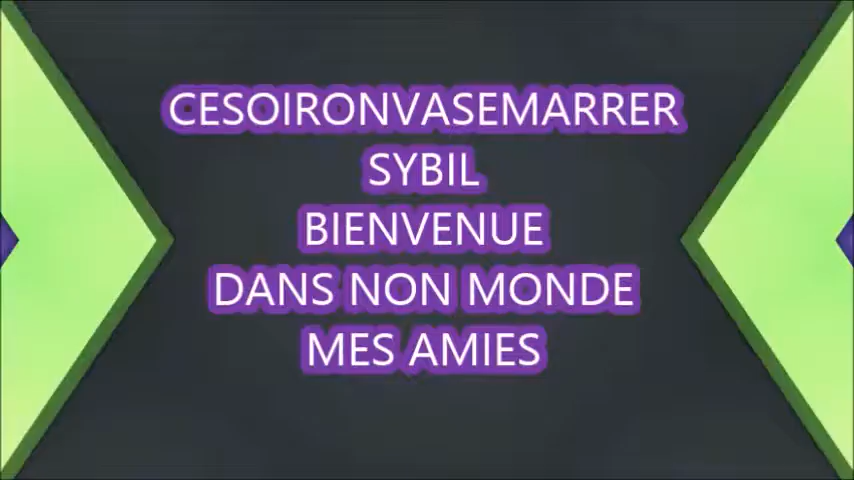 CESOIRONVASEMARRER
SYBIL
BIENVENUE
DANS NON MONDE
MES AMIES